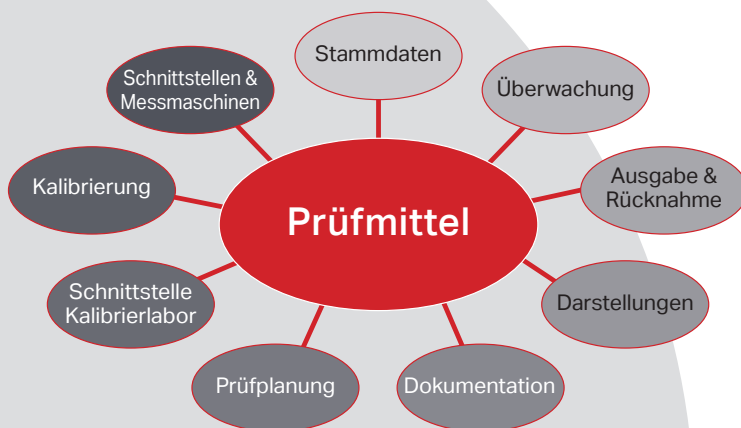 Stammdaten
Schnittstellen &
Messmaschinen
Überwachung
Kalibrierung
Ausgabe &
Rücknahme
Prüfmittel
Schnittstelle
Kalibrierlabor
Darstellungen
Prüfplanung
Dokumentation